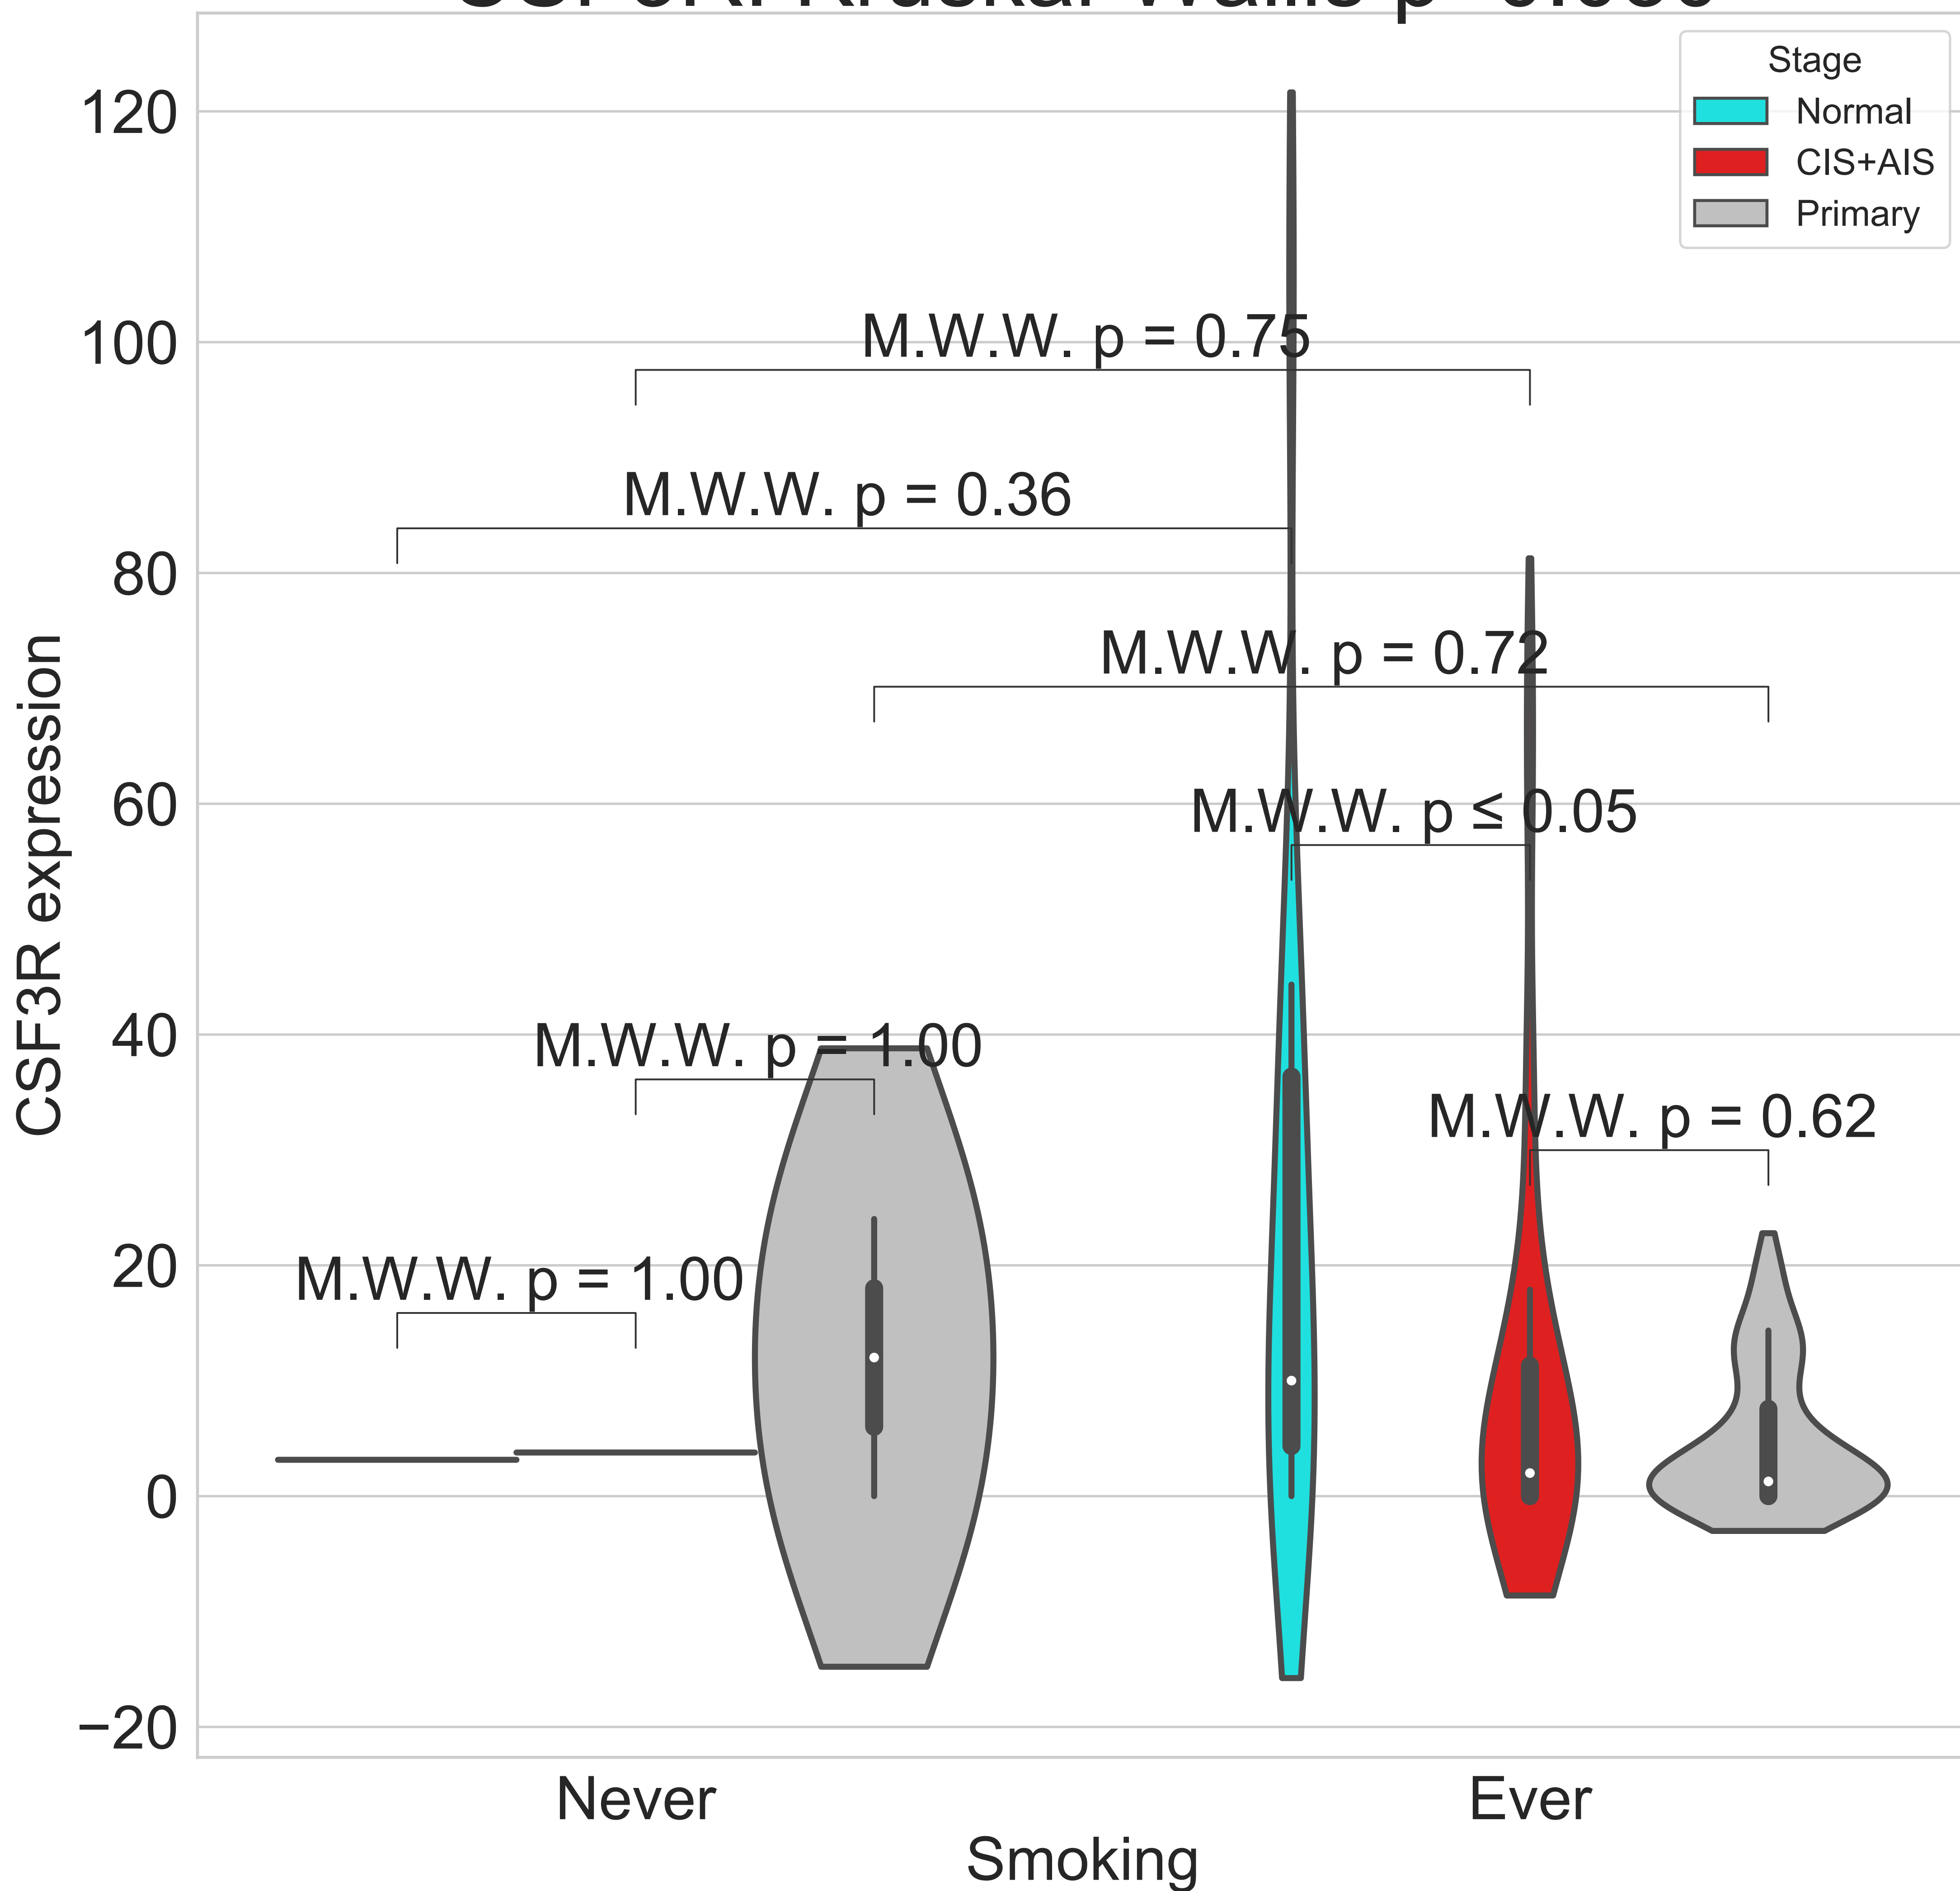 120
100
80
60
40
20
0
−20
CSF3R expression
Stage
Normal
CIS+AIS
Primary
M.W.W. p = 0.75
M.W.W. p = 0.36
M.W.W. p = 0.72
M.W.W. p ≤ 0.05
M.W.W. p = 1.00
M.W.W. p = 0.62
M.W.W. p = 1.00
Never
Ever
Smoking